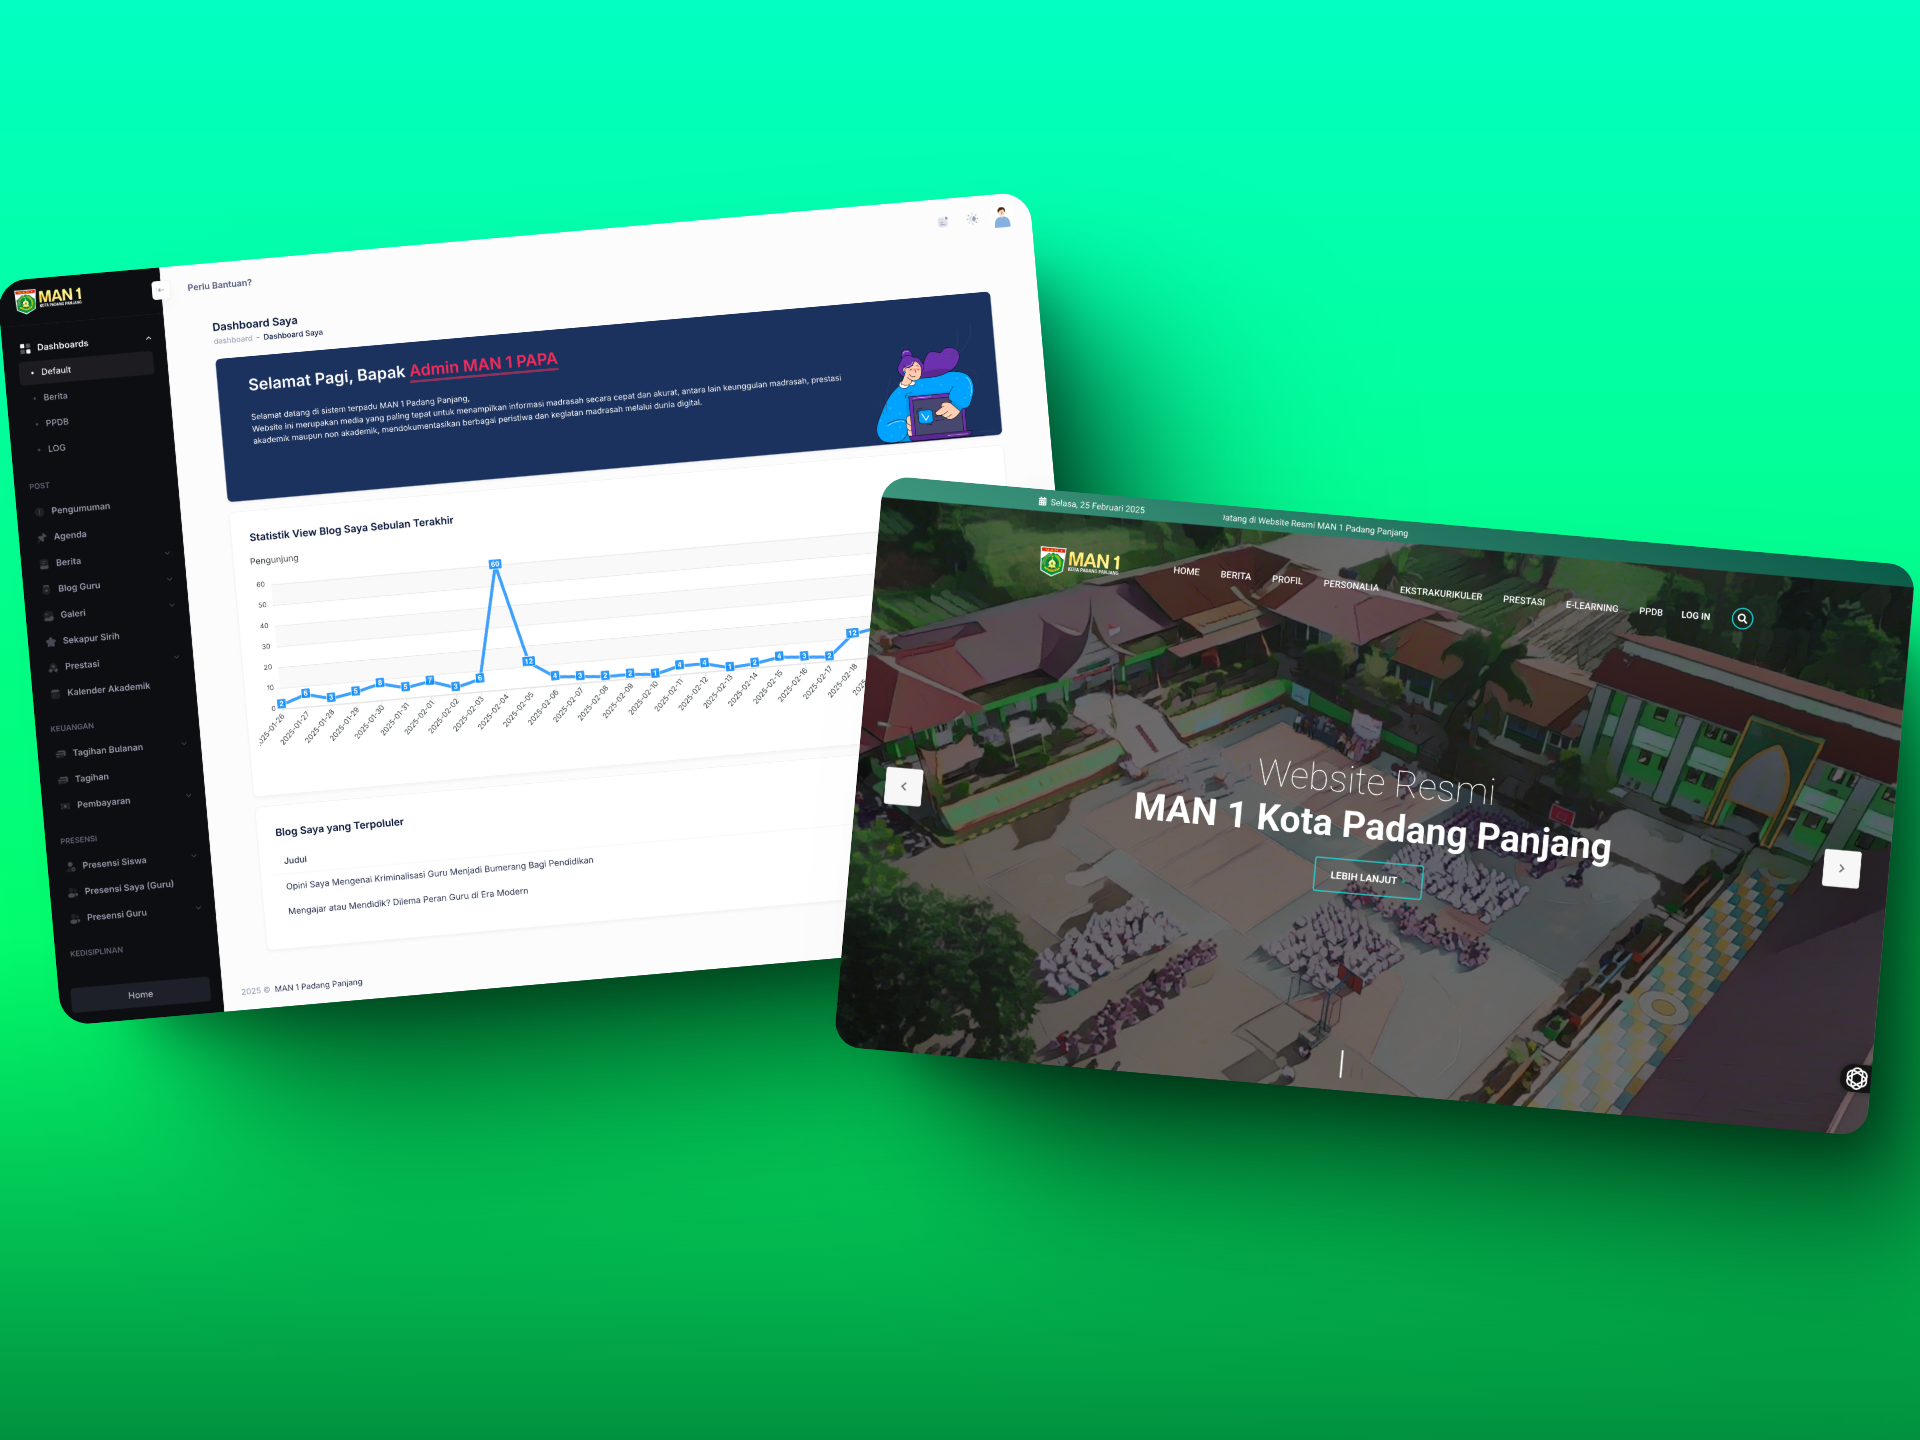 MAN 1
KOTA PADANG PANJANG
Dashboards
Default
Berita
PPDB
LOG
POST
Pengumuman
Agenda
Berita
Blog Guru
Galeri
Sekapur Sirih
Prestasi
Kalender Akademik
KEUANGAN
Tagihan Bulanan
Tagihan
Pembayaran
PRESENSI
Presensi Siswa
Presensi Saya (Guru)
Presensi Guru
KEDISIPLINAN
Home
Perlu Bantuan?
Dashboard Saya
dashboard – Dashboard Saya
Selamat Pagi, Bapak Admin MAN 1 PAPA
Selamat datang di sistem terpadu MAN 1 Padang Panjang,
Website ini merupakan media yang paling tepat untuk menampilkan informasi madrasah secara cepat dan akurat, antara lain keunggulan madrasah, prestasi
akademik maupun non akademik, mendokumentasikan berbagai peristiwa dan kegiatan madrasah melalui dunia digital.
Statistik View Blog Saya Sebulan Terakhir
Pengunjung
60
50
40
30
20
10
0
2 6 3 5 8 5 7 3 6 60 12 4 3 2 2 1 4 4 1 2 4 3 2 12
2025-01-26 2025-01-27 2025-01-28 2025-01-29 2025-01-30 2025-01-31 2025-02-01 2025-02-02 2025-02-03 2025-02-04 2025-02-05 2025-02-06 2025-02-07 2025-02-08 2025-02-09 2025-02-10 2025-02-11 2025-02-12 2025-02-13 2025-02-14 2025-02-15 2025-02-16 2025-02-17 2025-02-18 2025
Blog Saya yang Terpoluler
Judul
Opini Saya Mengenai Kriminalisasi Guru Menjadi Bumerang Bagi Pendidikan
Mengajar atau Mendidik? Dilema Peran Guru di Era Modern
2025 © MAN 1 Padang Panjang
Selasa, 25 Februari 2025
atang di Website Resmi MAN 1 Padang Panjang
MAN 1
KOTA PADANG PANJANG
HOME BERITA PROFIL PERSONALIA EKSTRAKURIKULER PRESTASI E-LEARNING PPDB LOG IN
Website Resmi
MAN 1 Kota Padang Panjang
LEBIH LANJUT